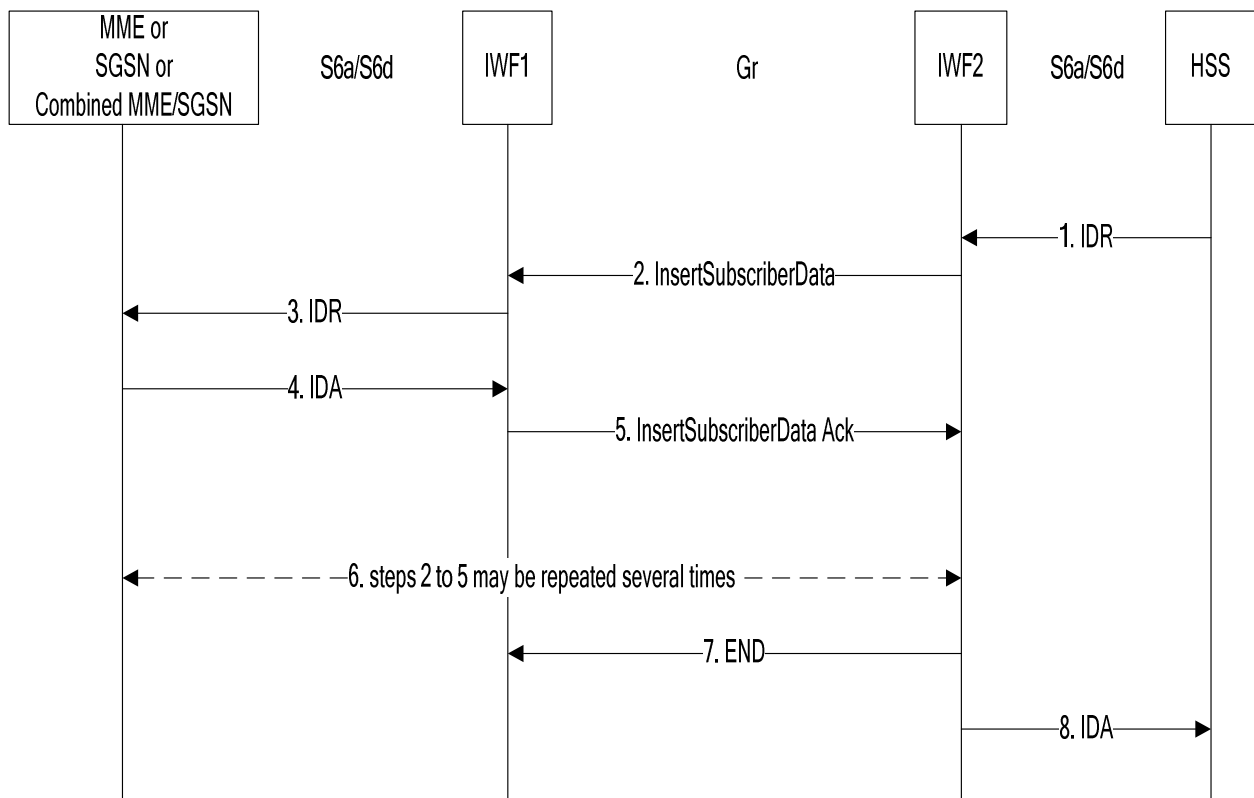 MME or
SGSN or
Combined MME/SGSN
S6a/S6d
IWF1
Gr
IWF2
S6a/S6d
HSS
1. IDR
2. InsertSubscriberData
3. IDR
4. IDA
5. InsertSubscriberData Ack
6. steps 2 to 5 may be repeated several times
7. END
8. IDA